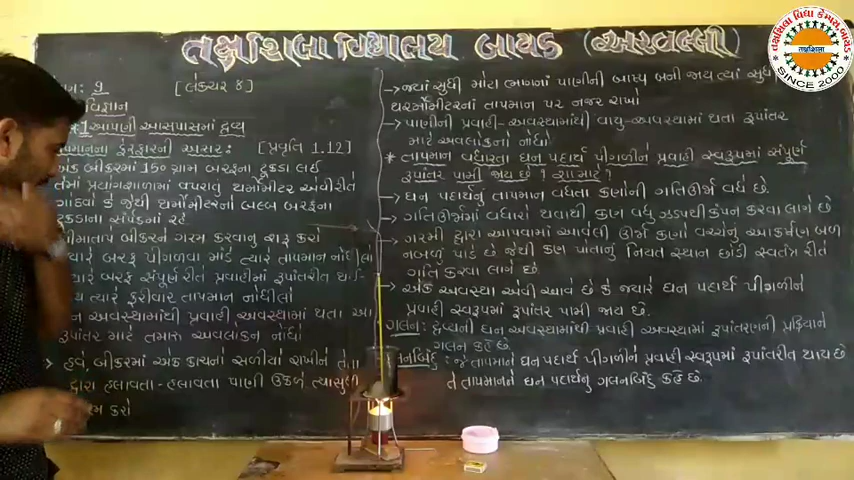 તક્ષશિલા વિદ્યાલય બાયડ (અરવલ્લી)
તક્ષશિલા વિદ્યા કેમ્પસ બાયડ
SINCE.... 2000
: 9 [લેક્ચર 8]
વિજ્ઞાન
1 આપણી આસપાસમાં દ્રવ્ય
તાપમાનના ફેરફારની અસર: [પ્રવૃતિ 1.12]
એક બીકરમાં 150 ગ્રામ બરફના ટુકડા લઈ
તેમાં પ્રયોગશાળામાં વપરાતું થર્મોમીટર એવીરીતે
ગોઠવો કે જેથી થર્મોમીટરનો બલ્બ બરફના
ટુકડાના સંપર્કમાં રહે
ધીમાતાપે બીકરને ગરમ કરવાનું શરૂ કરો
જ્યારે બરફ પીગળવા માંડે ત્યારે તાપમાન નોંધીલો
જ્યારે બરફ સંપૂર્ણ રીતે પ્રવાહીમાં રૂપાંતરીત થઈ-
જાય ત્યારે ફરીવાર તાપમાન નોંધીલો
ઘન અવસ્થામાંથી પ્રવાહી અવસ્થામાં થતા આ
રૂપાંતર માટે તમારા અવલોકન નોંધો
હવે, બીકરમાં એક કાચનો સળીયો રાખીને તેના
દ્વારા હલાવતા-હલાવતા પાણી ઉકળે ત્યાંસુધી
ગરમ કરો
→ જ્યાં સુધી મોટા ભાગના પાણીની બાષ્પ બની જાય ત્યાં સુધી
થરમોમીટરનાં તાપમાન પર નજર રાખો
→ પાણીની પ્રવાહી-અવસ્થામાંથી વાયુ-અવસ્થામાં થતા રૂપાંતર
માટે અવલોકનો નોંધો
* તાપમાન વધારતા ઘન પદાર્થ પીગળીને પ્રવાહી સ્વરૂપમાં સંપૂર્ણ
રૂપાંતર પામી જાય છે ? શા માટે ?
→ ઘન પદાર્થનું તાપમાન વધતા કણોની ગતિઊર્જા વધે છે.
→ ગતિઊર્જામાં વધારો થવાથી કણ વધુ ઝડપથી કંપન કરવા લાગે છે
→ ગરમી દ્વારા આપવામાં આવેલી ઊર્જા કણો વચ્ચેનું આકર્ષણ બળ
નબળું પાડે છે જેથી કણ પોતાનું નિયત સ્થાન છોડી સ્વતંત્ર રીતે
ગતિ કરવા લાગે છે
→ એક અવસ્થા એવી આવે છે કે જ્યારે ઘન પદાર્થ પીગળીને
પ્રવાહી સ્વરૂપમાં રૂપાંતર પામી જાય છે.
ગલન: દ્રવ્યની ઘન અવસ્થામાંથી પ્રવાહી અવસ્થામાં રૂપાંતરણની પ્રક્રિયાને
ગલન કહે છે
ગલનબિંદુ: જે તાપમાને ઘન પદાર્થ પીગળીને પ્રવાહી સ્વરૂપમાં રૂપાંતરીત થાય છે
તે તાપમાનને ઘન પદાર્થનું ગલનબિંદુ કહે છે.